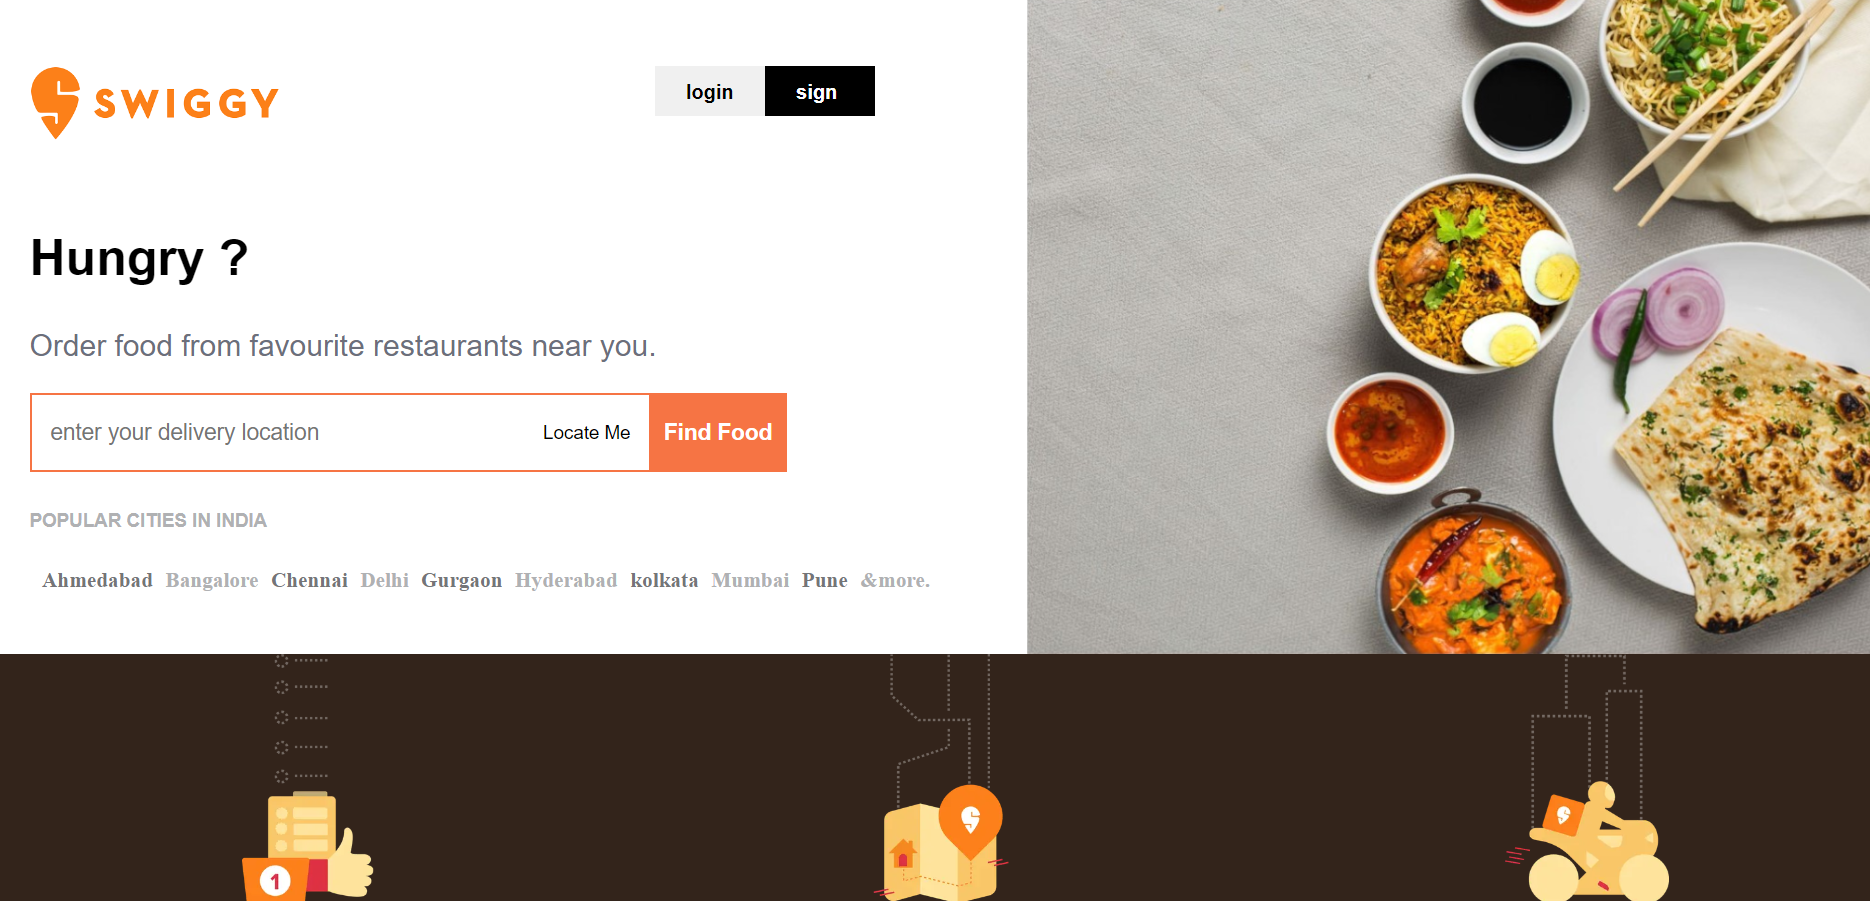 SWIGGY
login sign
Hungry ?
Order food from favourite restaurants near you.
enter your delivery location Locate Me Find Food
POPULAR CITIES IN INDIA
Ahmedabad Bangalore Chennai Delhi Gurgaon Hyderabad kolkata Mumbai Pune &more.
1